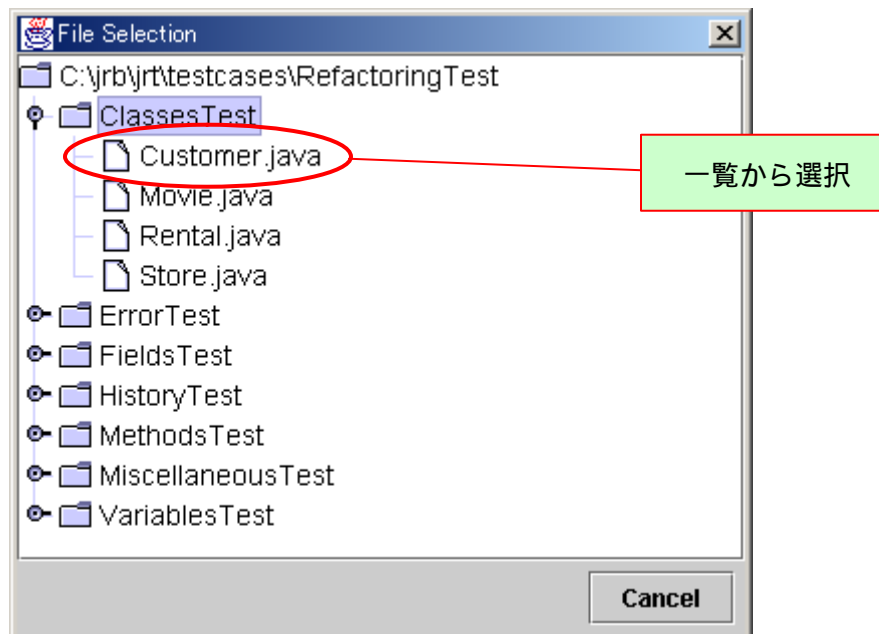 File Selection
C:\jrb\jrt\testcases\RefactoringTest
ClassesTest
Customer.java
一覧から選択
Movie.java
Rental.java
Store.java
ErrorTest
FieldsTest
HistoryTest
MethodsTest
MiscellaneousTest
VariablesTest
Cancel